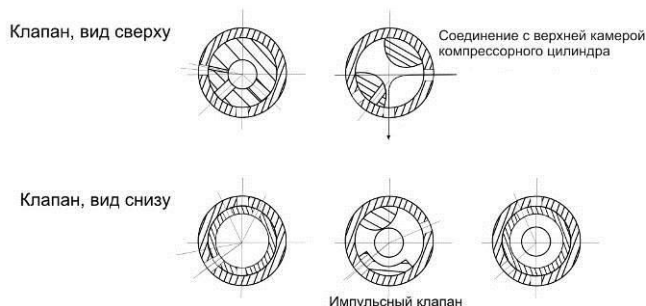 Клапан, вид сверху
Соединение с верхней камерой
компрессорного цилиндра
Клапан, вид снизу
Импульсный клапан